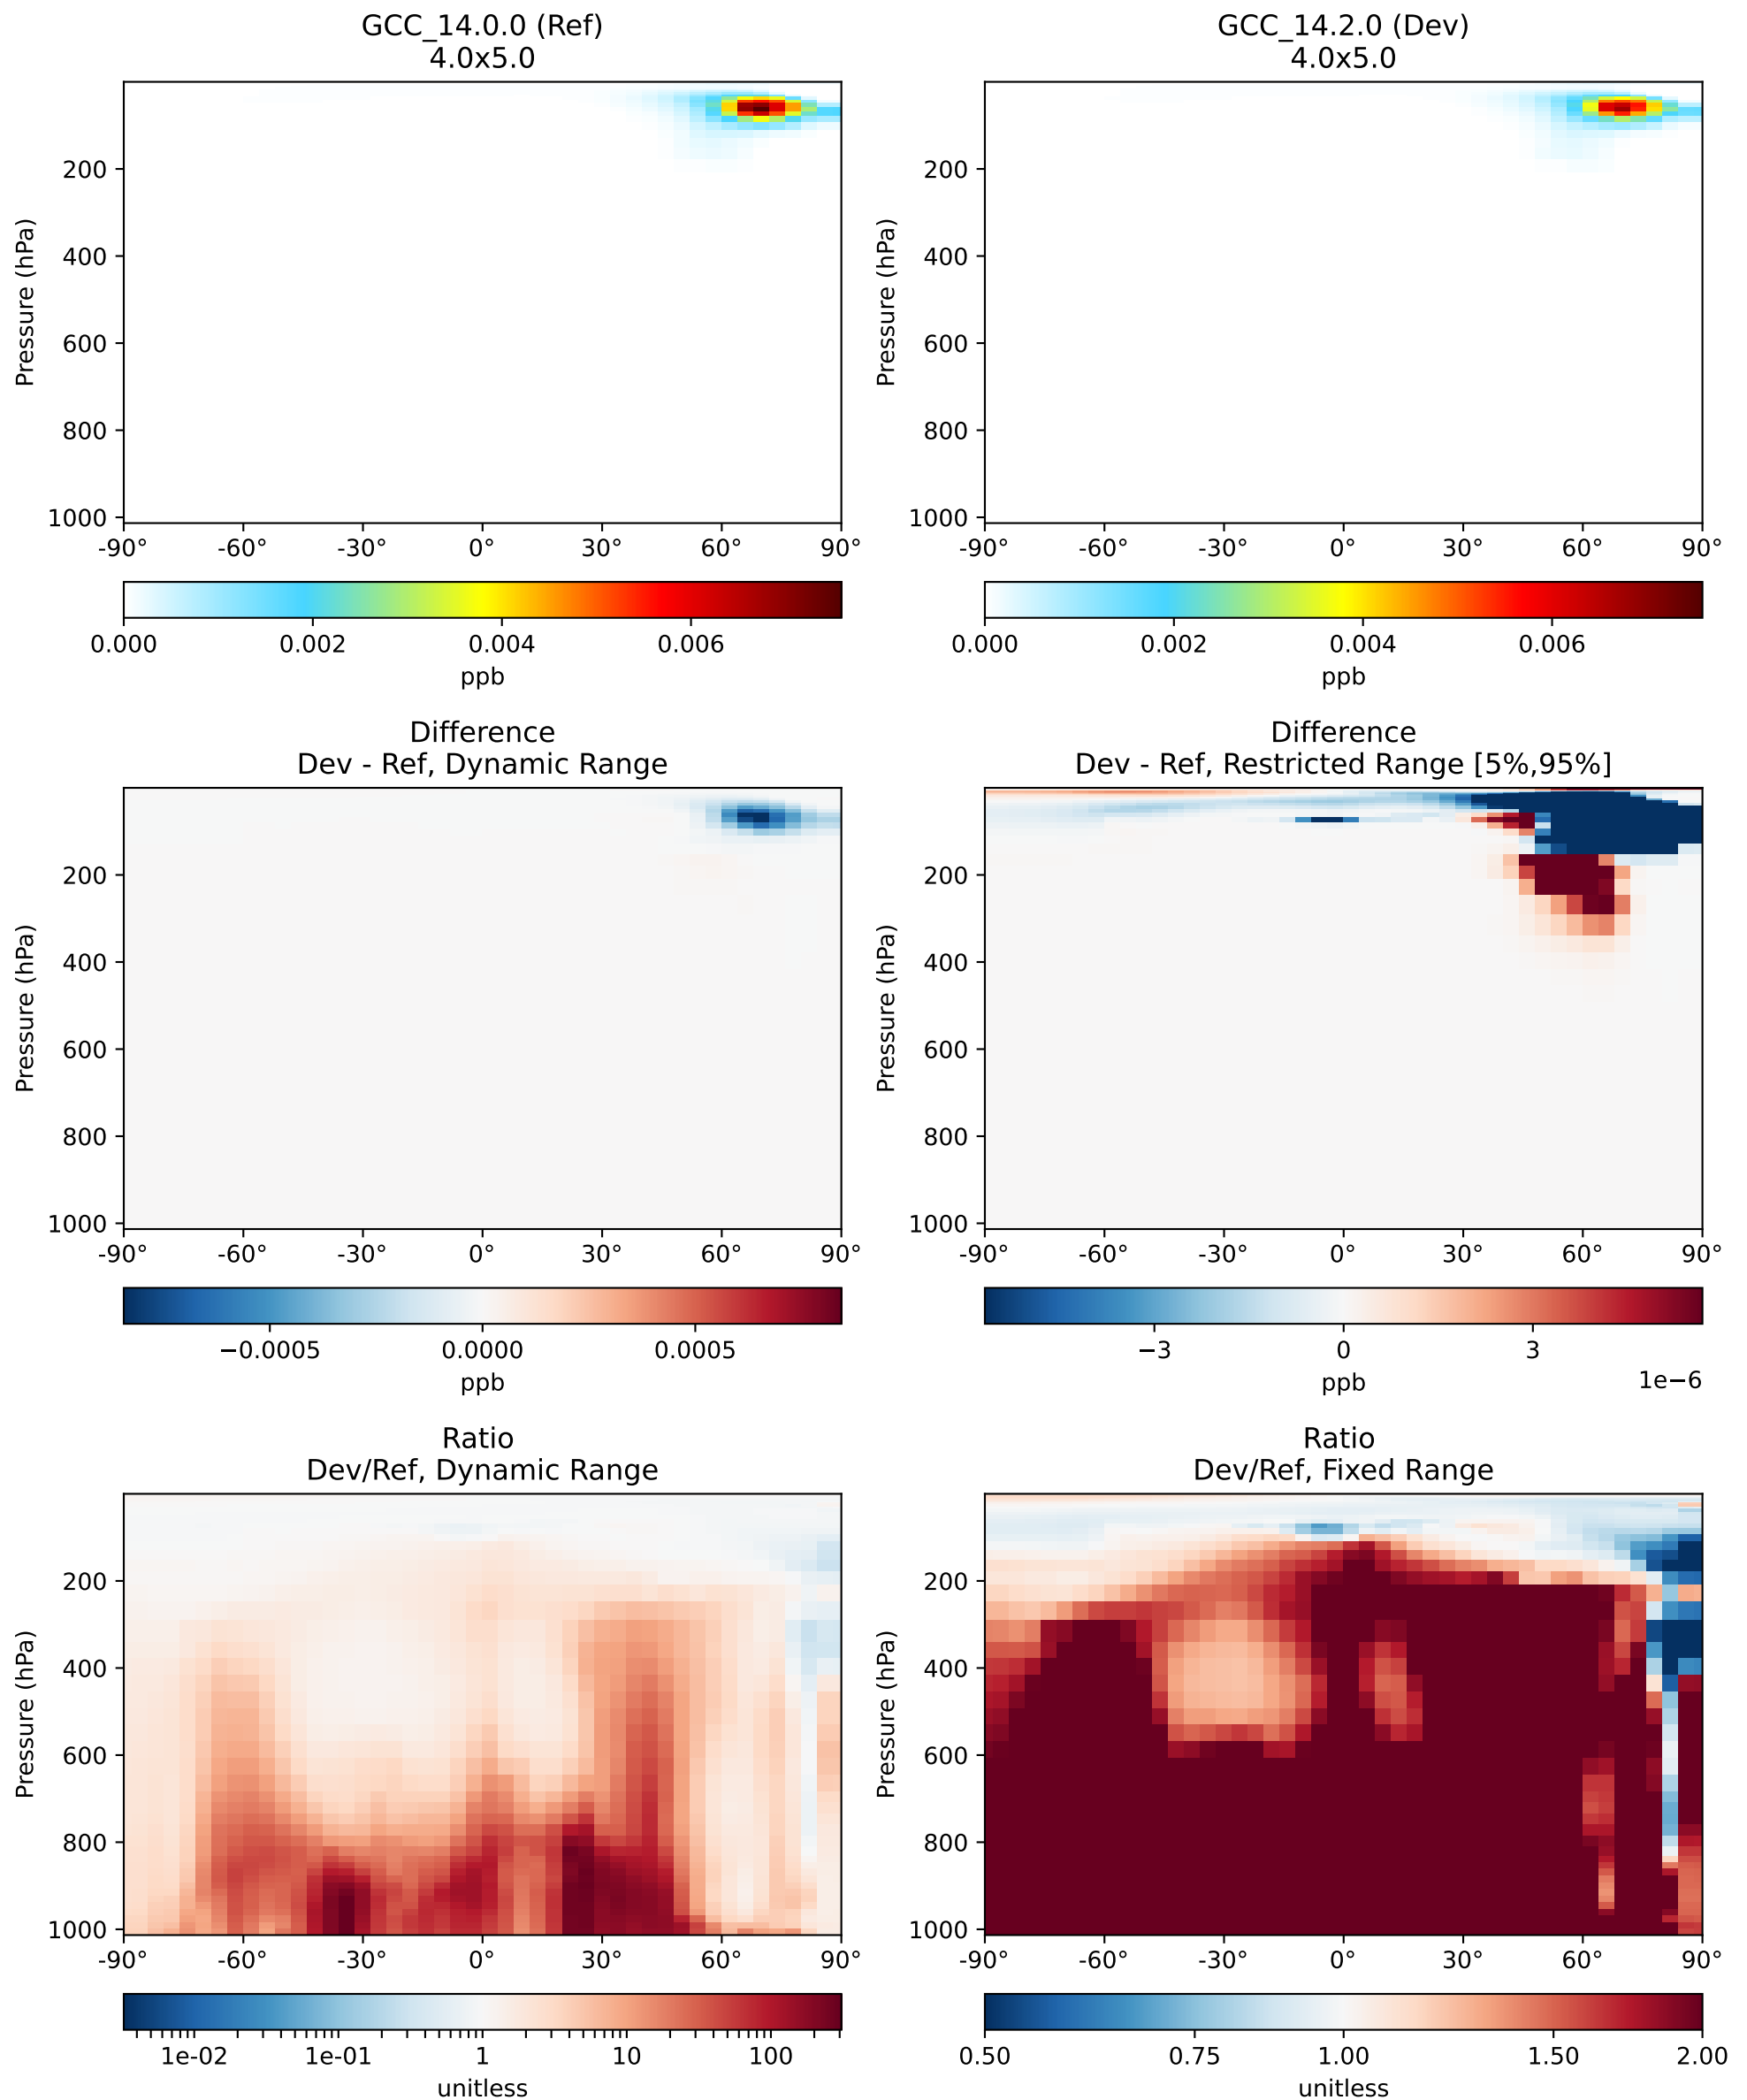 GCC_14.0.0 (Ref)
4.0x5.0
Pressure (hPa)
200
400
600
800
1000
-90° -60° -30° 0° 30° 60° 90°
0.000 0.002 0.004 0.006
ppb
GCC_14.2.0 (Dev)
4.0x5.0
Pressure (hPa)
200
400
600
800
1000
-90° -60° -30° 0° 30° 60° 90°
0.000 0.002 0.004 0.006
ppb
Difference
Dev - Ref, Dynamic Range
Pressure (hPa)
200
400
600
800
1000
-90° -60° -30° 0° 30° 60° 90°
−0.0005 0.0000 0.0005
ppb
Difference
Dev - Ref, Restricted Range [5%,95%]
Pressure (hPa)
200
400
600
800
1000
-90° -60° -30° 0° 30° 60° 90°
−3 0 3
ppb
1e−6
Ratio
Dev/Ref, Dynamic Range
Pressure (hPa)
200
400
600
800
1000
-90° -60° -30° 0° 30° 60° 90°
1e-02 1e-01 1 10 100
unitless
Ratio
Dev/Ref, Fixed Range
Pressure (hPa)
200
400
600
800
1000
-90° -60° -30° 0° 30° 60° 90°
0.50 0.75 1.00 1.50 2.00
unitless